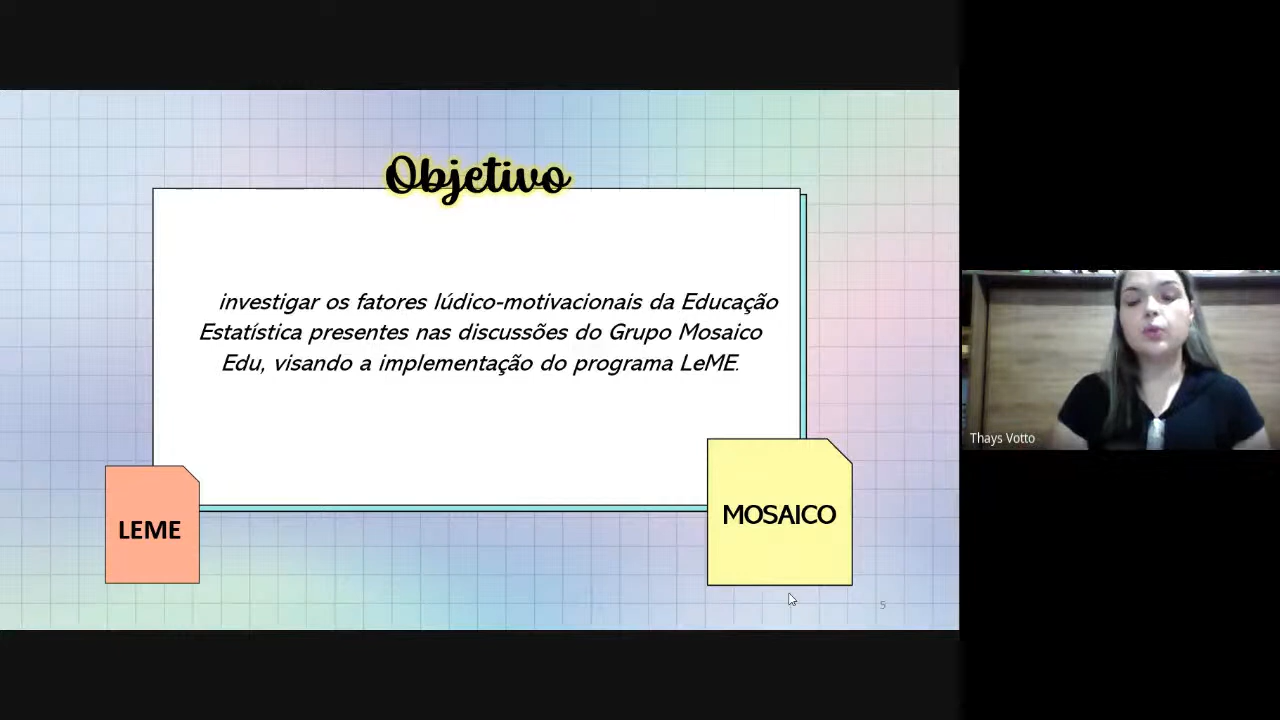 Objetivo
investigar os fatores lúdico-motivacionais da Educação
Estatística presentes nas discussões do Grupo Mosaico
Edu, visando a implementação do programa LeME.
LEME
MOSAICO
5
Thays Votto